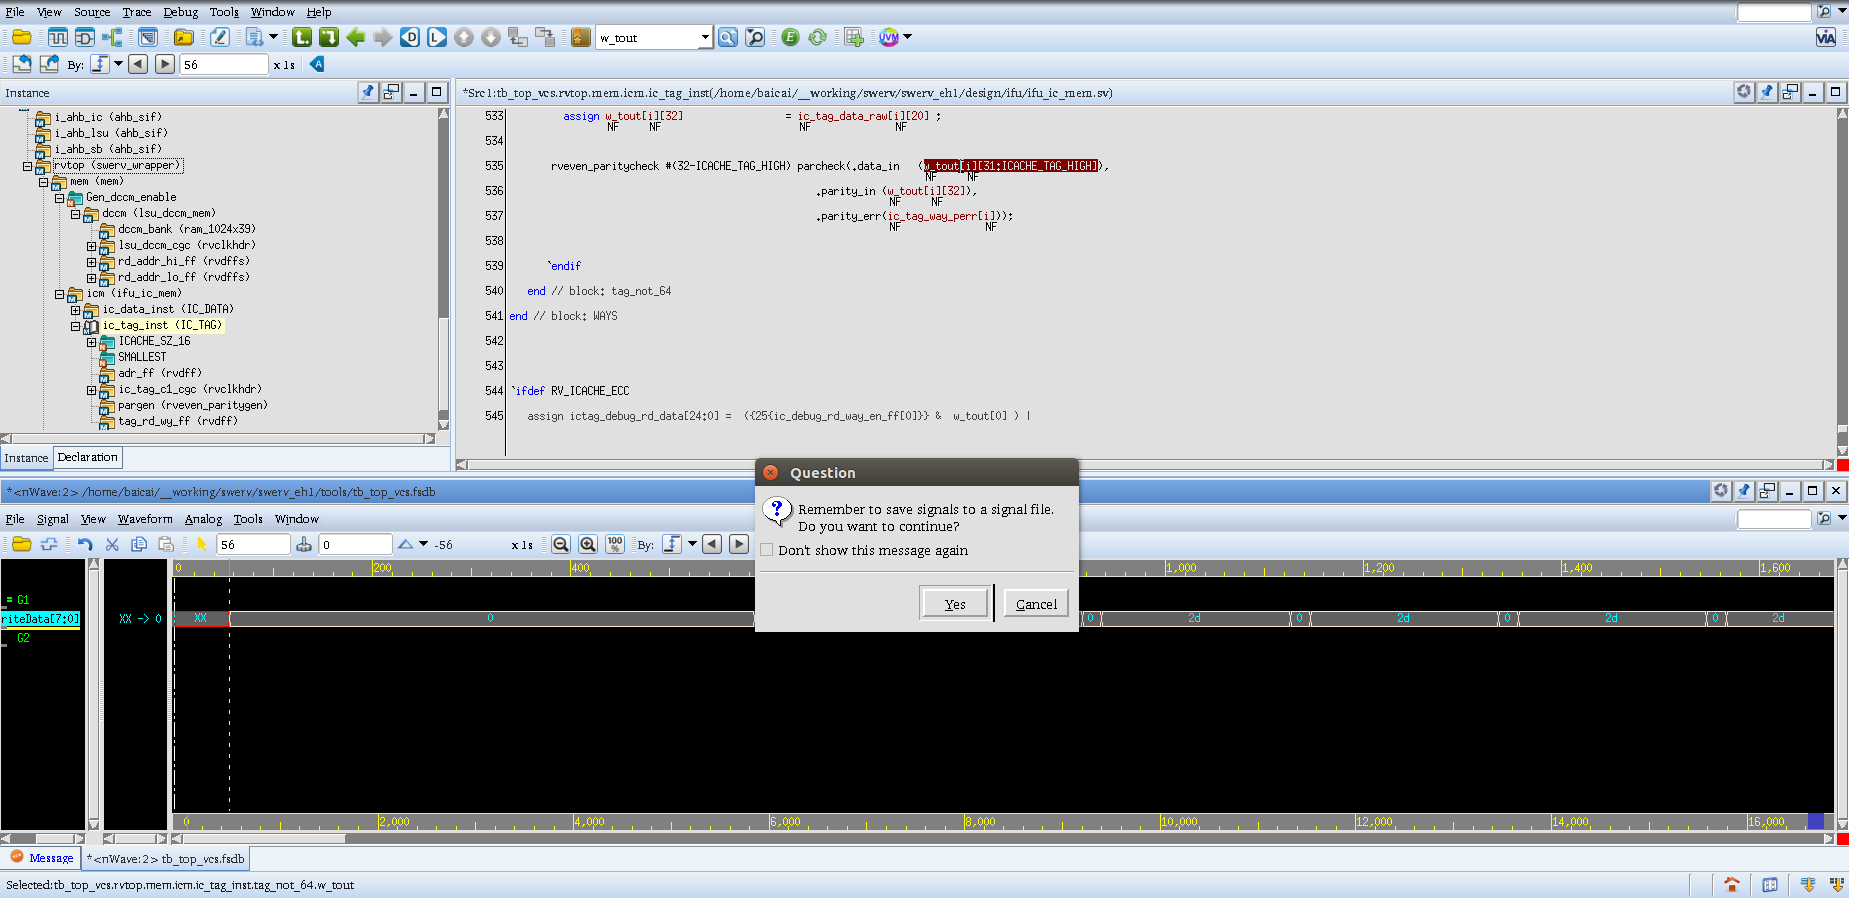 File View Source Trace Debug Tools Window Help
w_tout
By: 56 x 1s
Instance
*Src1:tb_top_vcs.rvtop.mem.icm.ic_tag_inst(/home/baicai/__working/swerv/swerv_eh1/design/ifu/ifu_ic_mem.sv)
i_ahb_ic (ahb_sif)
i_ahb_lsu (ahb_sif)
i_ahb_sb (ahb_sif)
rvtop (swerv_wrapper)
mem (mem)
Gen_dccm_enable
dccm (lsu_dccm_mem)
dccm_bank (ram_1024x39)
lsu_dccm_cgc (rvclkhdr)
rd_addr_hi_ff (rvdffs)
rd_addr_lo_ff (rvdffs)
icm (ifu_ic_mem)
ic_data_inst (IC_DATA)
ic_tag_inst (IC_TAG)
ICACHE_SZ_16
SMALLEST
adr_ff (rvdff)
ic_tag_c1_cgc (rvclkhdr)
pargen (rveven_paritygen)
tag_rd_wy_ff (rvdff)
Instance Declaration
533 assign w_tout[i][32] = ic_tag_data_raw[i][20] ;
NF NF NF NF
534
535 rveven_paritycheck #(32-ICACHE_TAG_HIGH) parcheck(.data_in (w_tout[i][31:ICACHE_TAG_HIGH]),
NF NF
536 .parity_in (w_tout[i][32]),
NF NF
537 .parity_err(ic_tag_way_perr[i]));
NF NF
538
539 `endif
540 end // block: tag_not_64
541 end // block: WAYS
542
543
544 `ifdef RV_ICACHE_ECC
545 assign ictag_debug_rd_data[24:0] = ({25{ic_debug_rd_way_en_ff[0]}} & w_tout[0] ) |
*<nWave:2> /home/baicai/__working/swerv/swerv_eh1/tools/tb_top_vcs.fsdb
File Signal View Waveform Analog Tools Window
56 0 -56 x 1s 100% By:
Question
Remember to save signals to a signal file.
Do you want to continue?
Don't show this message again
Yes Cancel
0 200 400 1,000 1,200 1,400 1,600
= G1
riteData[7:0] XX -> 0 XX 0 0 2d 0 2d 0 2d 0 2d
G2
0 2,000 4,000 6,000 8,000 10,000 12,000 14,000 16,000
Message *<nWave:2> tb_top_vcs.fsdb
Selected:tb_top_vcs.rvtop.mem.icm.ic_tag_inst.tag_not_64.w_tout